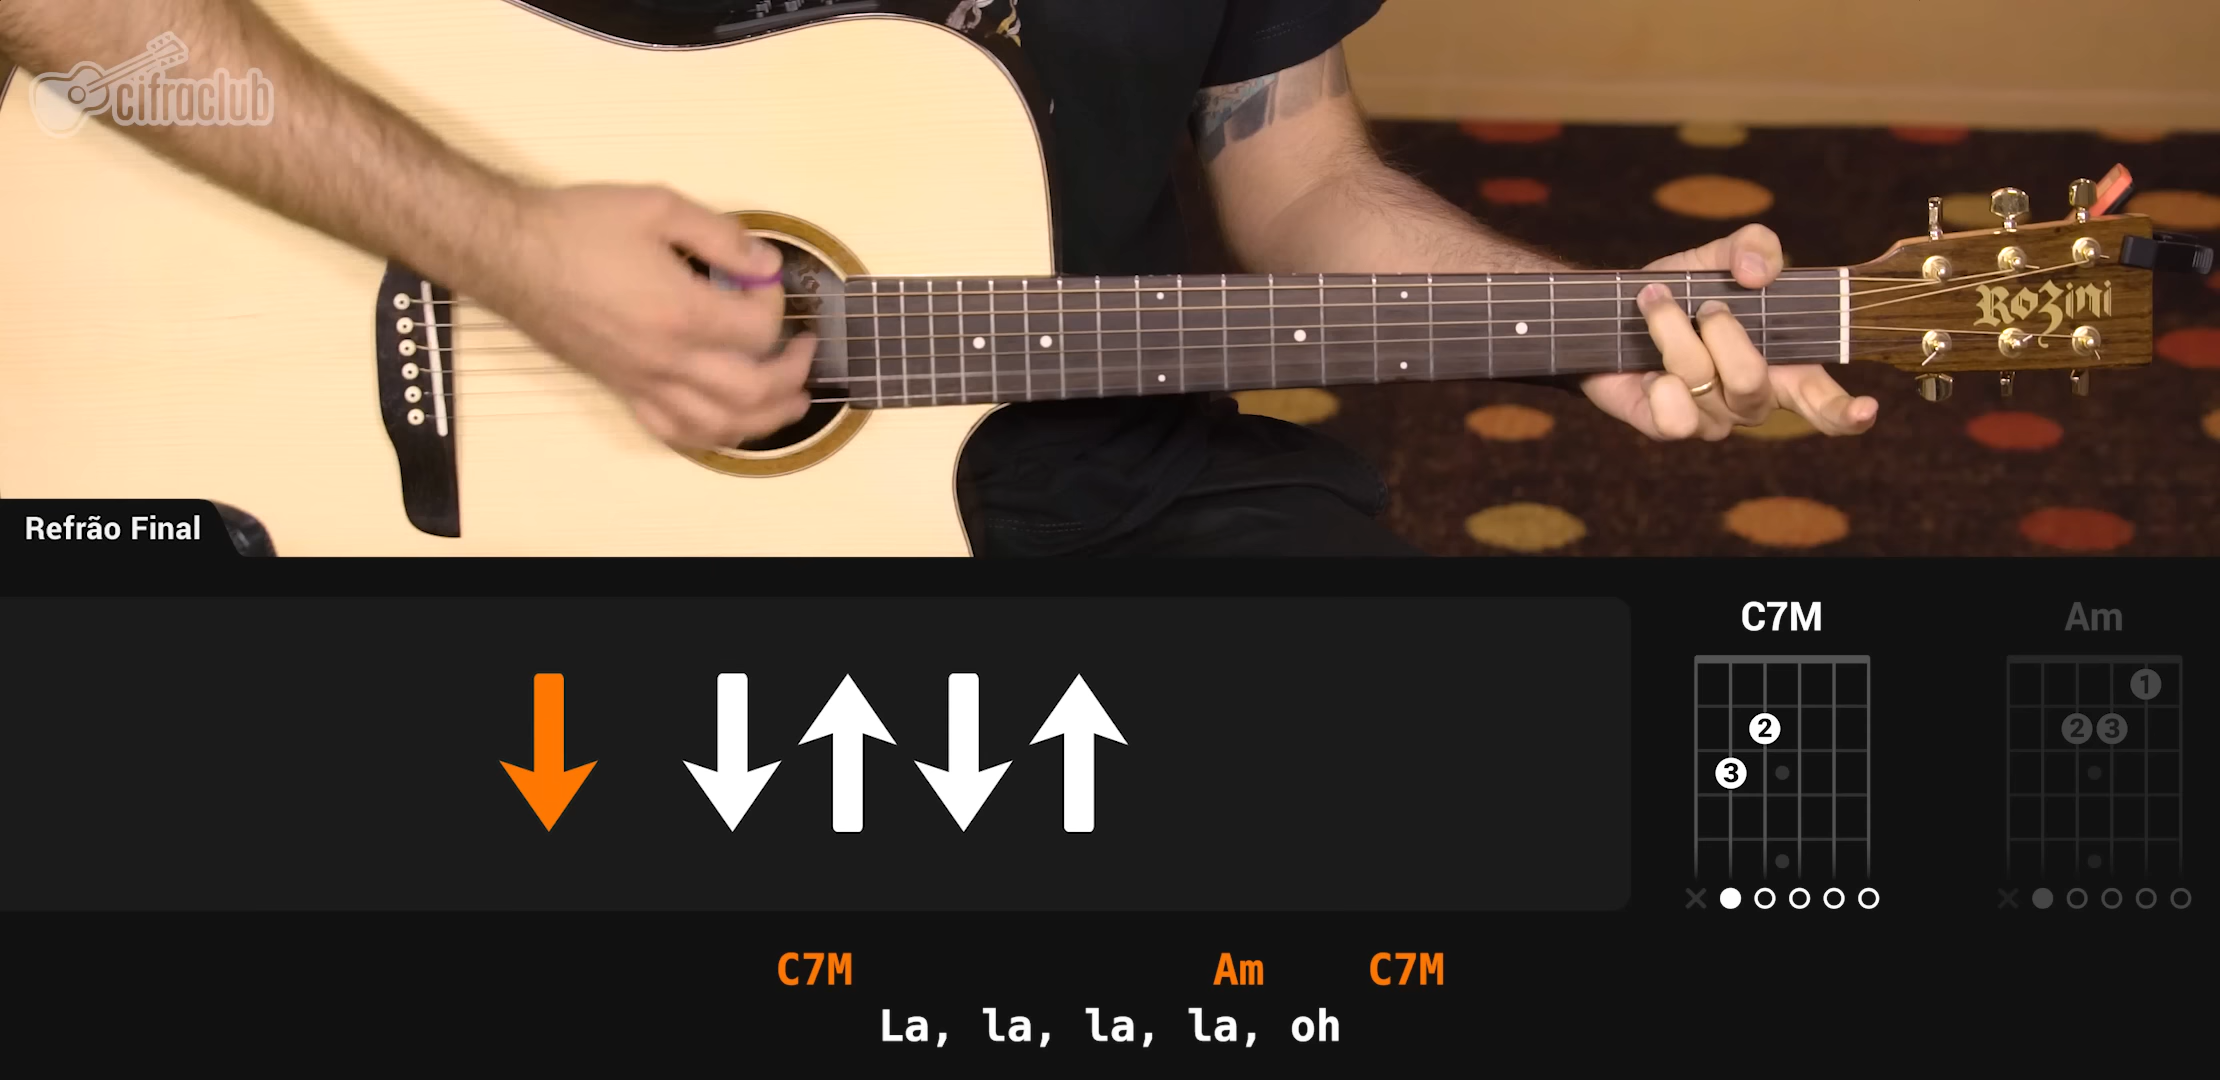 cifraclub
Rozini
Refrão Final
C7M
Am
2
3
1
2 3
C7M Am C7M
La, la, la, la, oh